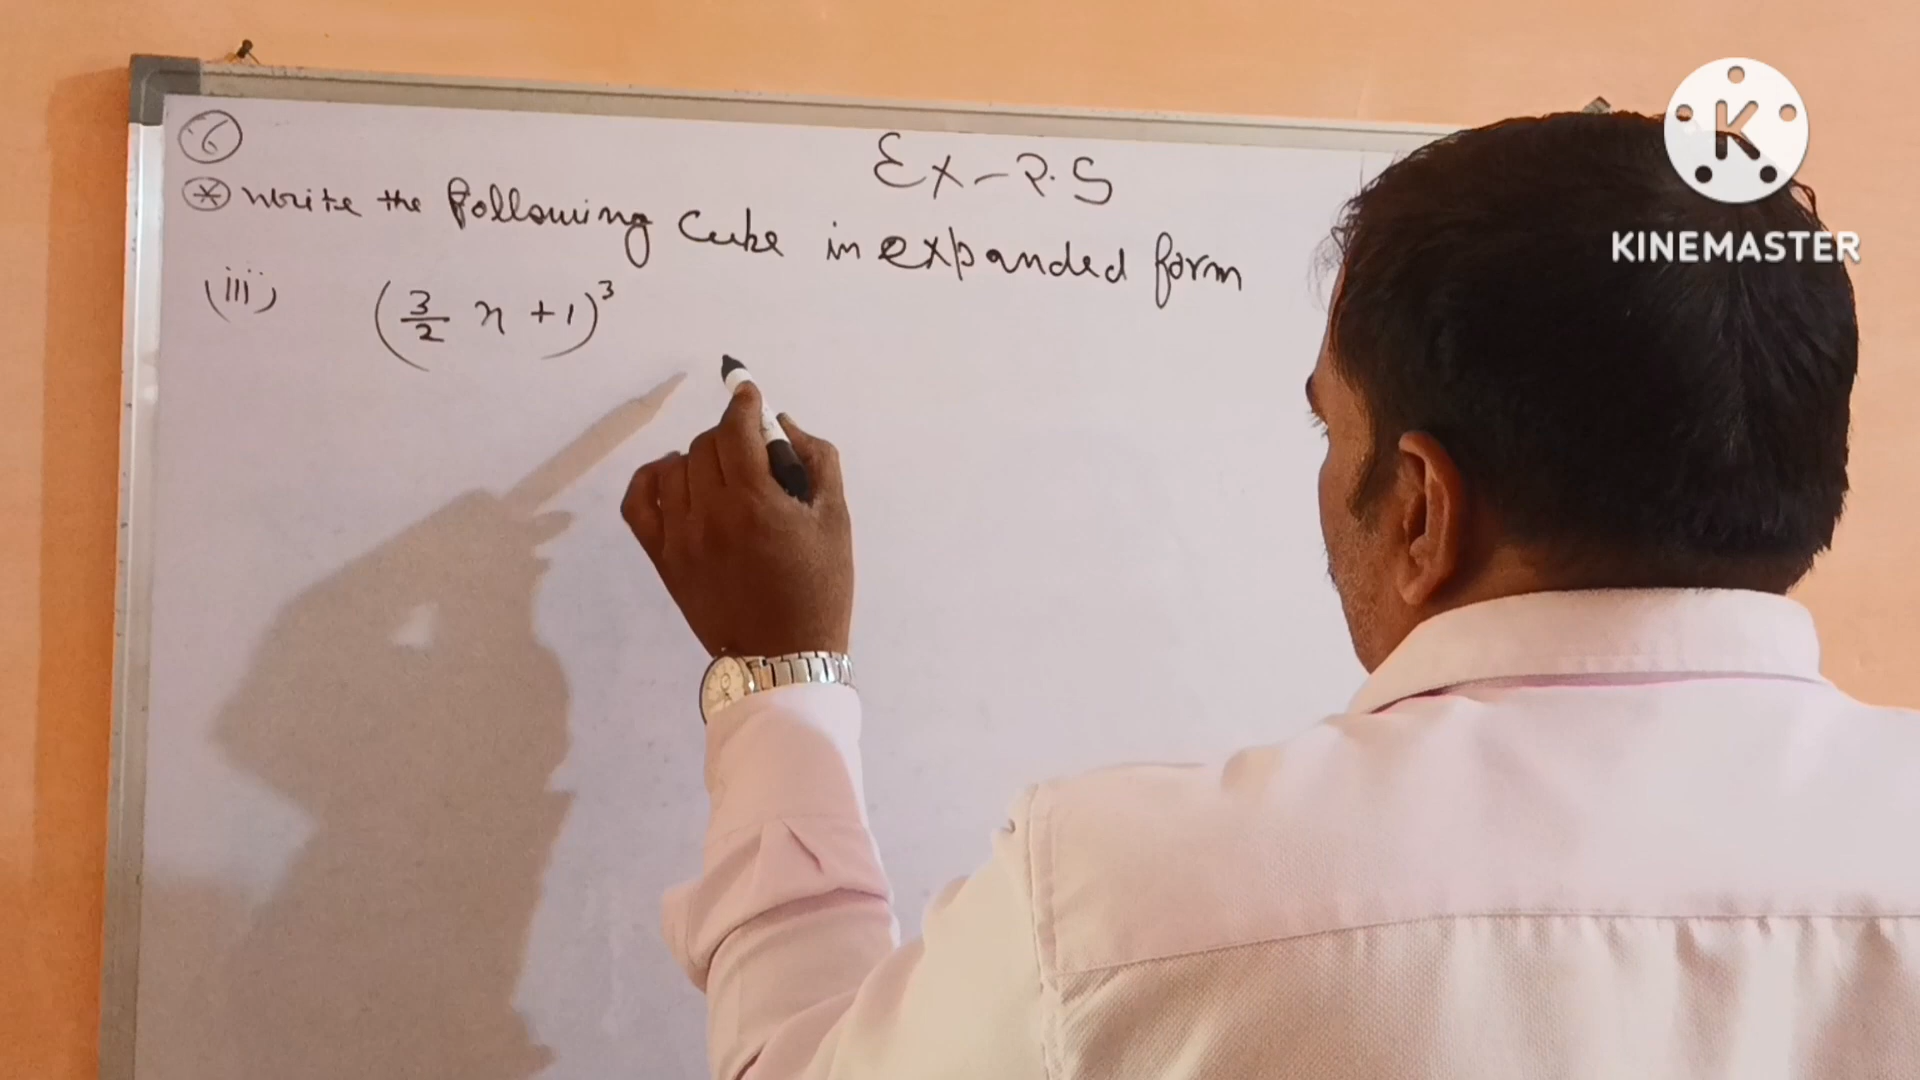 6
Ex-2.5
* Write the following Cube in expanded form
(iii) (3/2 x + 1)³
K
KINEMASTER